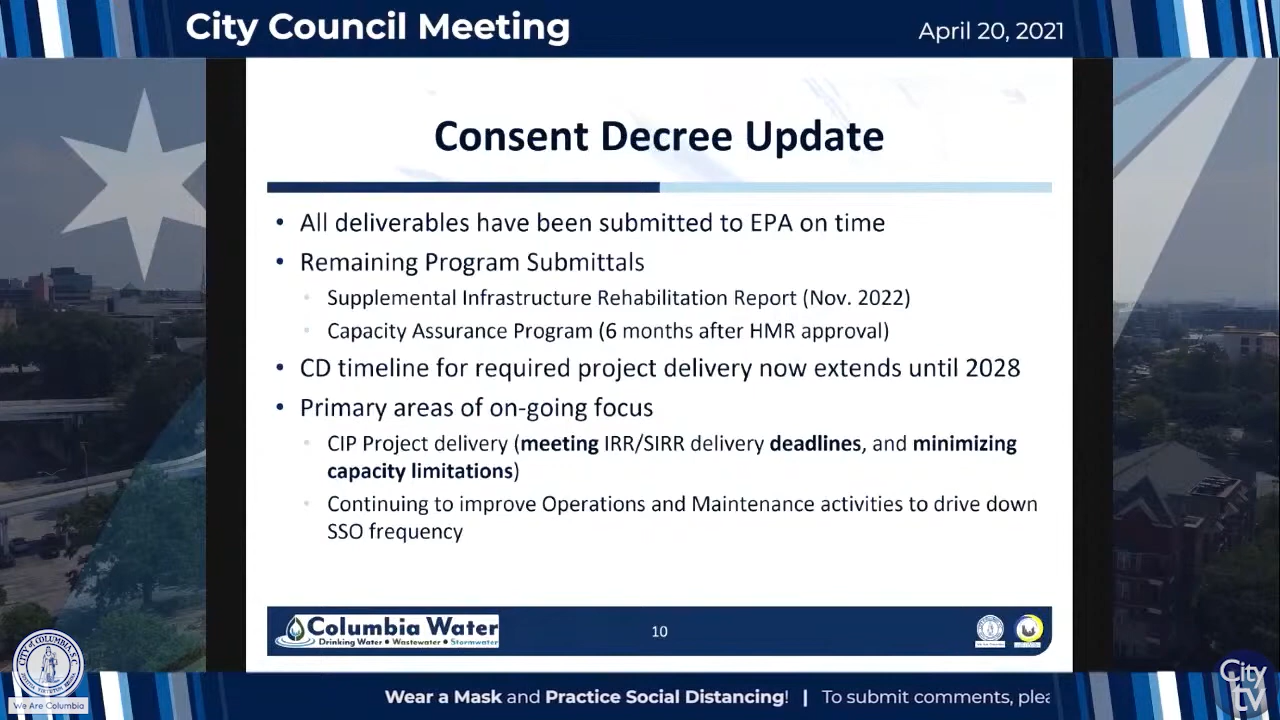 City Council Meeting
April 20, 2021
Consent Decree Update
• All deliverables have been submitted to EPA on time
• Remaining Program Submittals
Supplemental Infrastructure Rehabilitation Report (Nov. 2022)
Capacity Assurance Program (6 months after HMR approval)
• CD timeline for required project delivery now extends until 2028
• Primary areas of on-going focus
CIP Project delivery (meeting IRR/SIRR delivery deadlines, and minimizing
capacity limitations)
Continuing to improve Operations and Maintenance activities to drive down
SSO frequency
Columbia Water
Drinking Water • Wastewater • Stormwater
10
We Are Columbia
Wear a Mask and Practice Social Distancing! | To submit comments, plea
City
tv